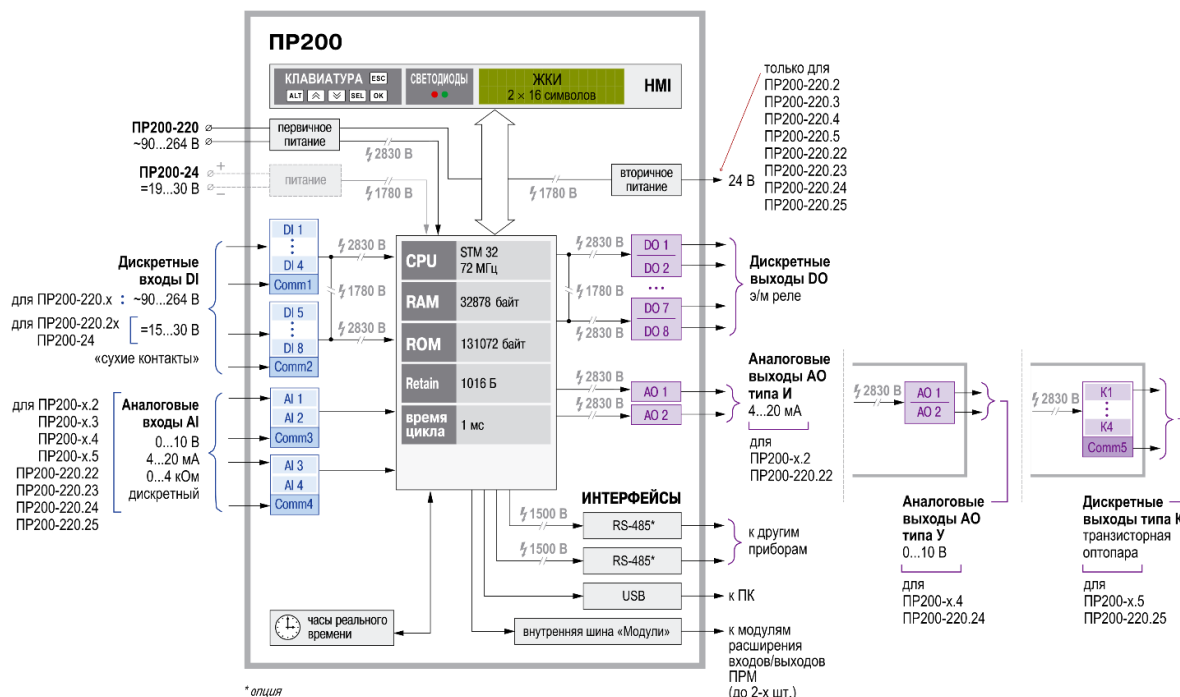 ПР200
КЛАВИАТУРА ESC
ALT SEL OK
СВЕТОДИОДЫ
ЖКИ
2 × 16 символов
HMI
ПР200-220
~90...264 В
первичное
питание
2830 В
ПР200-24
=19...30 В
+
–
питание
1780 В
1780 В
вторичное
питание
24 В
только для
ПР200-220.2
ПР200-220.3
ПР200-220.4
ПР200-220.5
ПР200-220.22
ПР200-220.23
ПР200-220.24
ПР200-220.25
Дискретные
входы DI
для ПР200-220.x : ~90...264 В
для ПР200-220.2x
ПР200-24
=15...30 В
«сухие контакты»
DI 1
DI 4
Comm1
DI 5
DI 8
Comm2
2830 В
1780 В
2830 В
для ПР200-x.2
ПР200-x.3
ПР200-x.4
ПР200-x.5
ПР200-220.22
ПР200-220.23
ПР200-220.24
ПР200-220.25
Аналоговые
входы AI
0...10 В
4...20 мА
0...4 кОм
дискретный
AI 1
AI 2
Comm3
AI 3
AI 4
Comm4
CPU
STM 32
72 МГц
RAM
32878 байт
ROM
131072 байт
Retain
1016 Б
время
цикла
1 мс
2830 В
1780 В
2830 В
DO 1
DO 2
DO 7
DO 8
Дискретные
выходы DO
э/м реле
2830 В
2830 В
AO 1
AO 2
Аналоговые
выходы АО
типа И
4...20 мА
для
ПР200-x.2
ПР200-220.22
2830 В
AO 1
AO 2
Аналоговые
выходы АО
типа У
0...10 В
для
ПР200-x.4
ПР200-220.24
2830 В
К1
К4
Comm5
Дискретные
выходы типа К
транзисторная
оптопара
для
ПР200-x.5
ПР200-220.25
ИНТЕРФЕЙСЫ
1500 В
RS-485*
1500 В
RS-485*
к другим
приборам
USB
к ПК
внутренняя шина «Модули»
к модулям
расширения
входов/выходов
ПРМ
(до 2-х шт.)
часы реального
времени
* опция